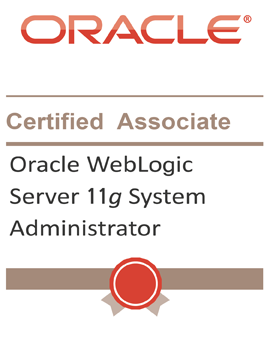 ORACLE®
Certified Associate
Oracle WebLogic
Server 11g System
Administrator